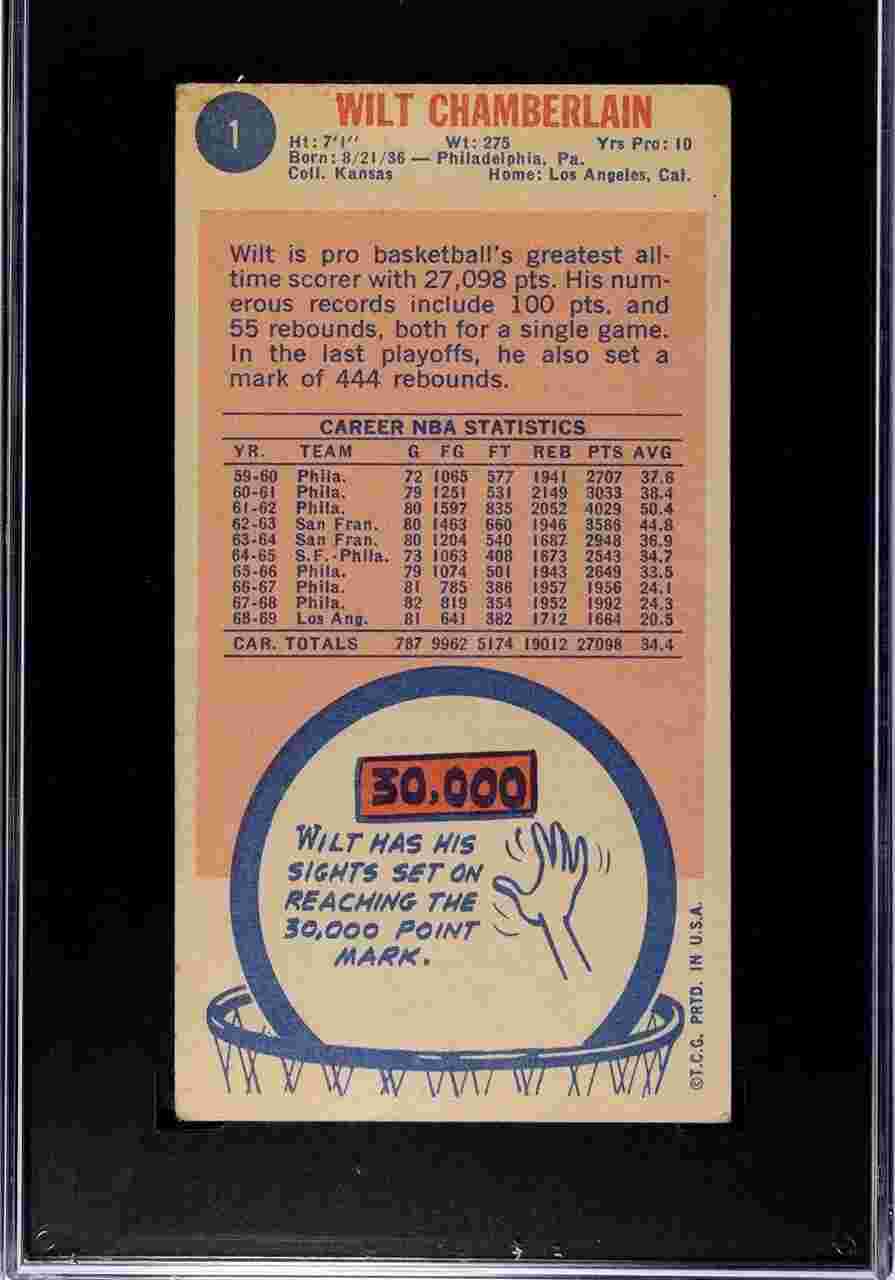 1
WILT CHAMBERLAIN
Ht: 7'1" Wt: 275 Yrs Pro: 10
Born: 8/21/36 — Philadelphia, Pa.
Coll. Kansas Home: Los Angeles, Cal.
Wilt is pro basketball's greatest all-
time scorer with 27,098 pts. His num-
erous records include 100 pts. and
55 rebounds, both for a single game.
In the last playoffs, he also set a
mark of 444 rebounds.
CAREER NBA STATISTICS
YR. TEAM G FG FT REB PTS AVG
59-60 Phila. 72 1065 577 1941 2707 37.6
60-61 Phila. 79 1251 531 2149 3033 38.4
61-62 Phila. 80 1597 835 2052 4029 50.4
62-63 San Fran. 80 1463 660 1946 3586 44.8
63-64 San Fran. 80 1204 540 1687 2948 36.9
64-65 S.F.-Phila. 73 1063 408 1673 2543 34.7
65-66 Phila. 79 1074 501 1943 2649 33.5
66-67 Phila. 81 785 386 1957 1956 24.1
67-68 Phila. 82 819 354 1952 1992 24.3
68-69 Los Ang. 81 641 382 1712 1664 20.5
CAR. TOTALS 787 9962 5174 19012 27098 34.4
30,000
WILT HAS HIS
SIGHTS SET ON
REACHING THE
30,000 POINT
MARK.
©T.C.G. PRTD. IN U.S.A.